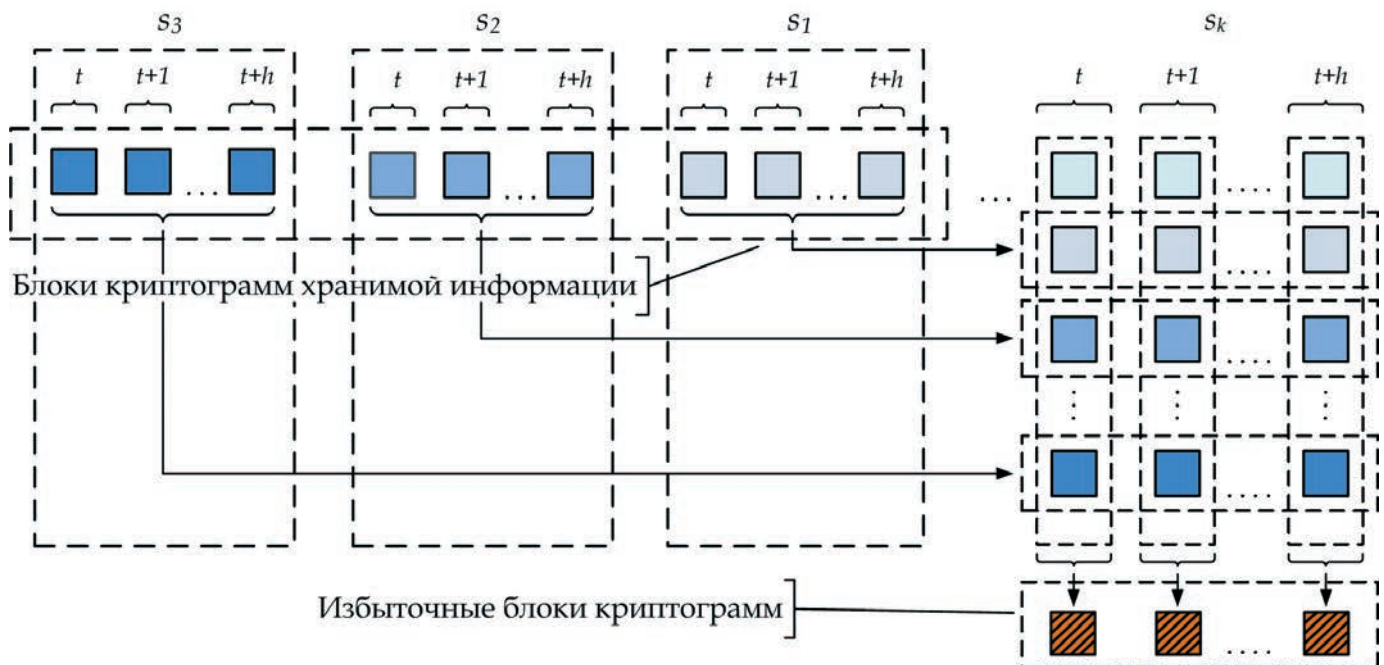 s3 s2 s1 sk
t t+1 t+h t t+1 t+h t t+1 t+h t t+1 t+h
... ... ... ... ....
....
Блоки криптограмм хранимой информации
....
....
Избыточные блоки криптограмм
....